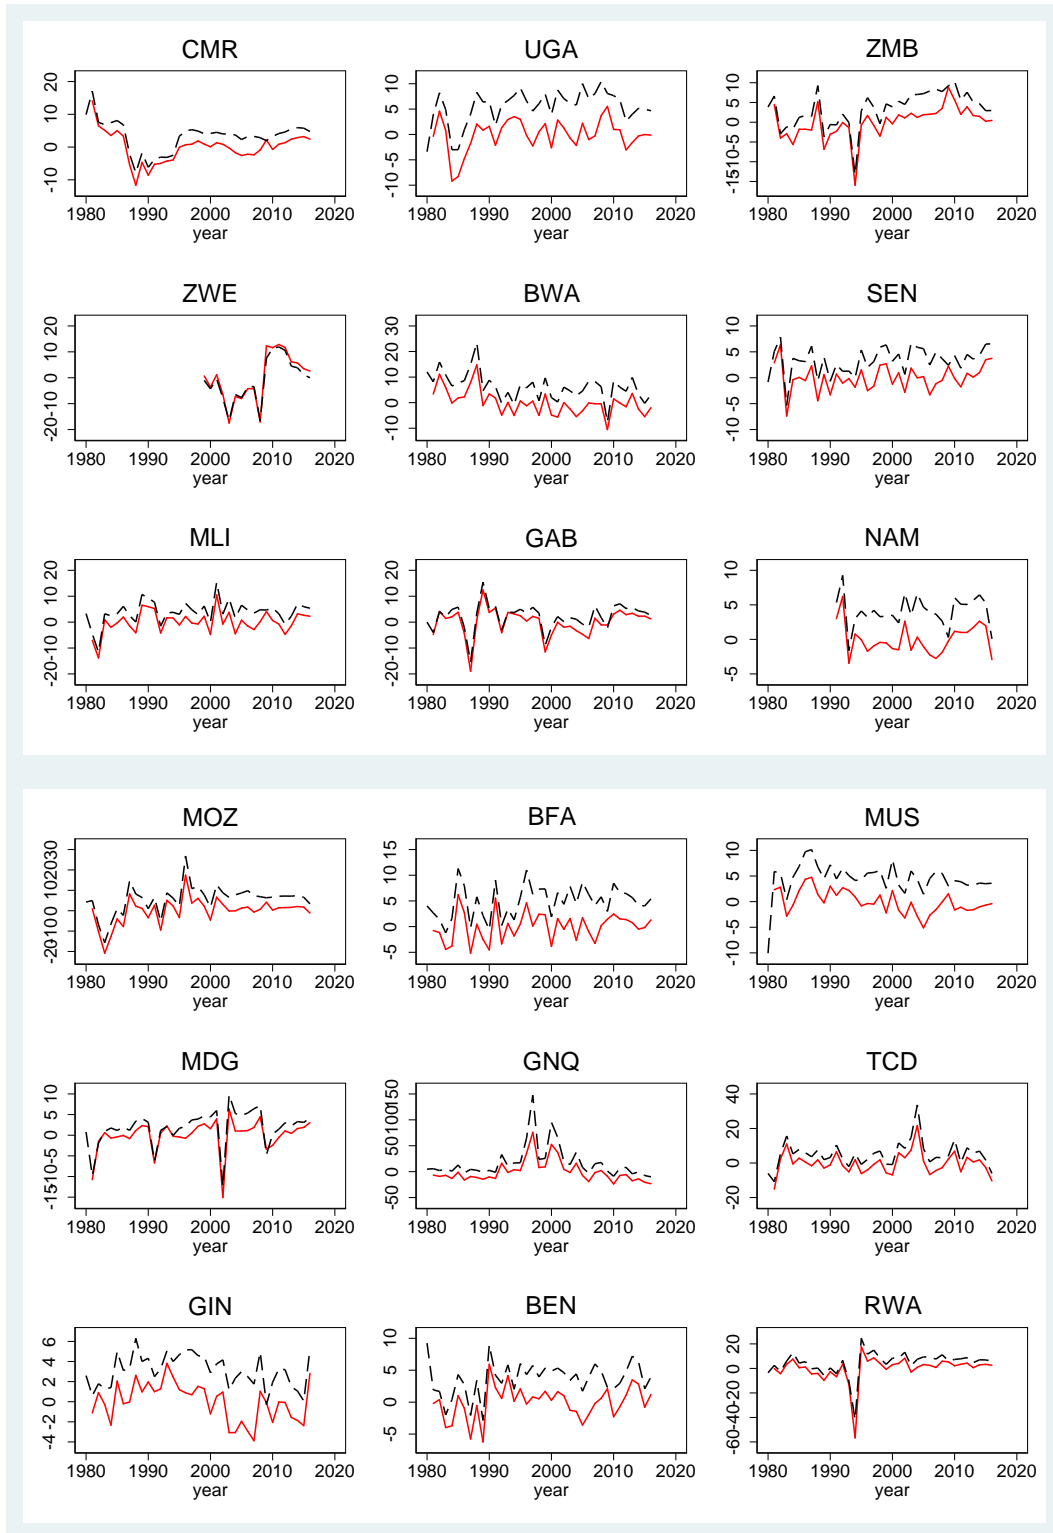 CMR UGA ZMB
-10 0 10 20 -10 -5 0 5 10 -15 -10 -5 0 5 10
1980 1990 2000 2010 2020 1980 1990 2000 2010 2020 1980 1990 2000 2010 2020
year year year
ZWE BWA SEN
-20 -10 0 10 20 -10 0 10 20 30 -10 -5 0 5 10
1980 1990 2000 2010 2020 1980 1990 2000 2010 2020 1980 1990 2000 2010 2020
year year year
MLI GAB NAM
-20 -10 0 10 20 -20 -10 0 10 20 -5 0 5 10
1980 1990 2000 2010 2020 1980 1990 2000 2010 2020 1980 1990 2000 2010 2020
year year year
MOZ BFA MUS
-20 -10 0 10 20 30 -5 0 5 10 15 -10 -5 0 5 10
1980 1990 2000 2010 2020 1980 1990 2000 2010 2020 1980 1990 2000 2010 2020
year year year
MDG GNQ TCD
-15 -10 -5 0 5 10 -50 0 50 100 150 -20 0 20 40
1980 1990 2000 2010 2020 1980 1990 2000 2010 2020 1980 1990 2000 2010 2020
year year year
GIN BEN RWA
-4 -2 0 2 4 6 -5 0 5 10 -60 -40 -20 0 20
1980 1990 2000 2010 2020 1980 1990 2000 2010 2020 1980 1990 2000 2010 2020
year year year